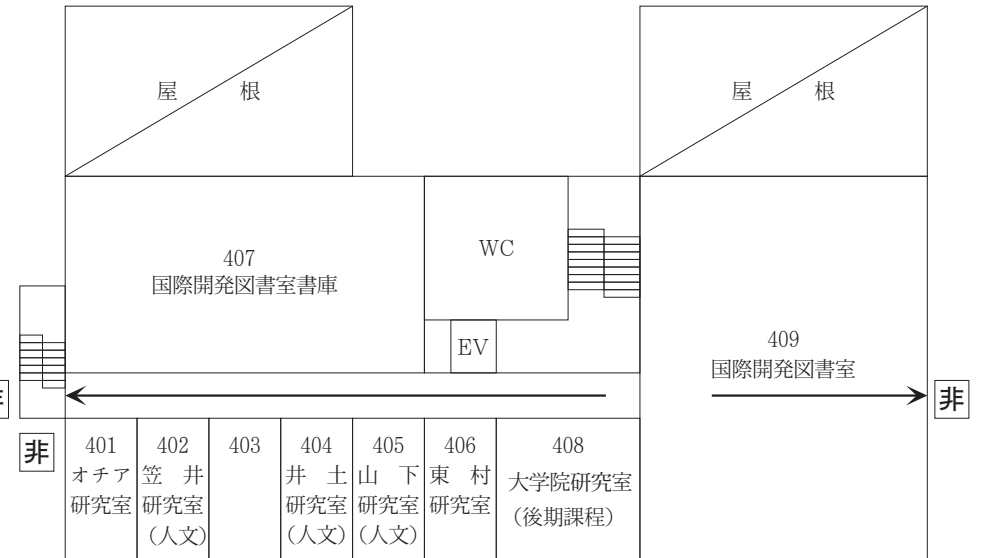 屋 根
屋 根
407
国際開発図書室書庫
WC
EV
409
国際開発図書室
非
非
非
401
オチア
研究室
402
笠 井
研究室
(人文)
403
404
井 土
研究室
(人文)
405
山 下
研究室
(人文)
406
東 村
研究室
408
大学院研究室
(後期課程)